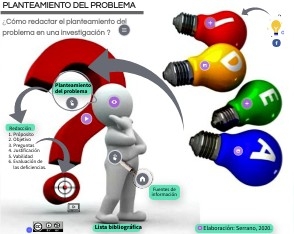 PLANTEAMIENTO DEL PROBLEMA
¿Cómo redactar el planteamiento del
problema en una investigación ?
Planteamiento
del problema
Redacción
1. Própósito
2. Objetivo
3. Preguntas
4. Justificación
5. Viabilidad
6. Evaluación de
las deficiencias.
I
D
E
A
Fuentes de
información
Lista bibliográfica
Elaboración: Serrano, 2020.